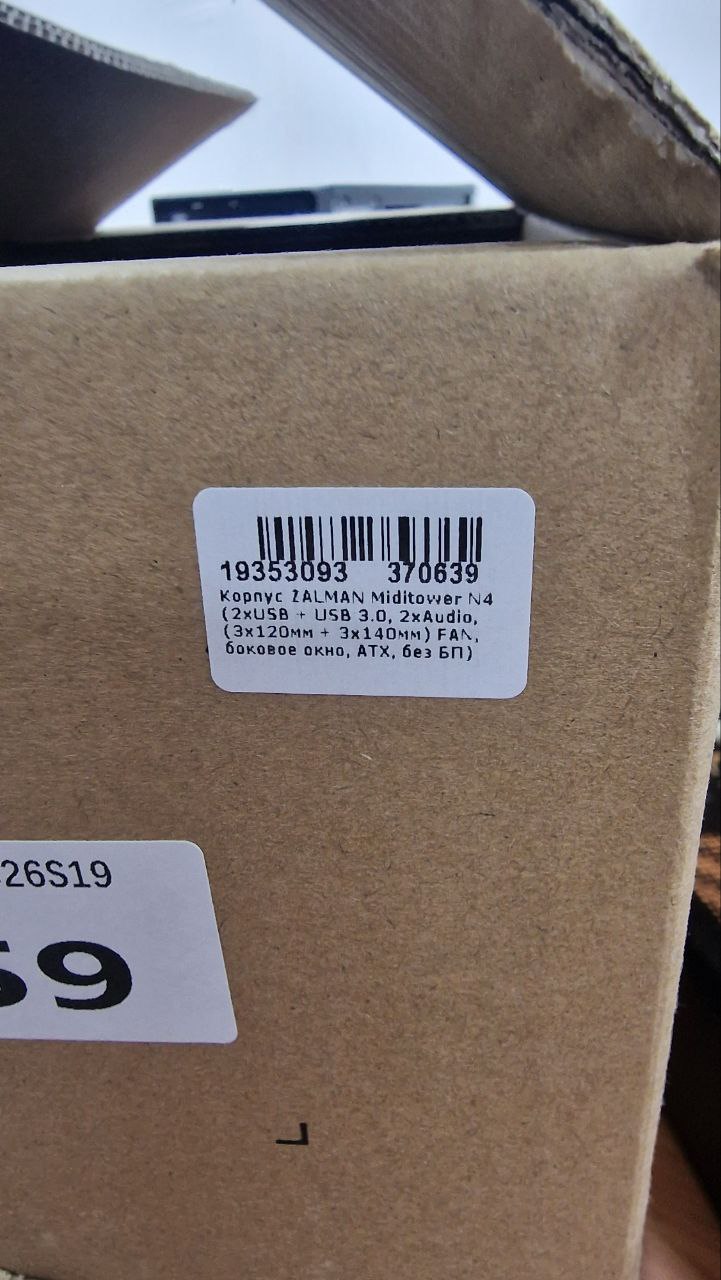 19353093 370639
Корпус ZALMAN Miditower N4
(2xUSB + USB 3.0, 2xAudio,
(3x120мм + 3x140мм) FAN,
боковое окно, ATX, без БП)
26S19
59